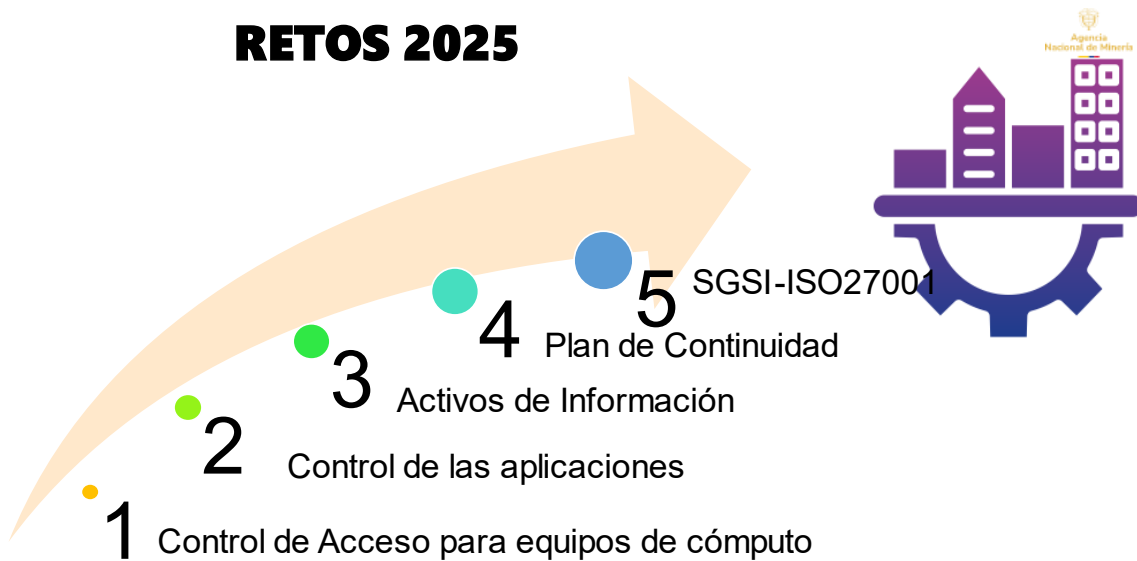 RETOS 2025
Agencia
Nacional de Minería
5 SGSI-ISO27001
4 Plan de Continuidad
3 Activos de Información
2 Control de las aplicaciones
1 Control de Acceso para equipos de cómputo